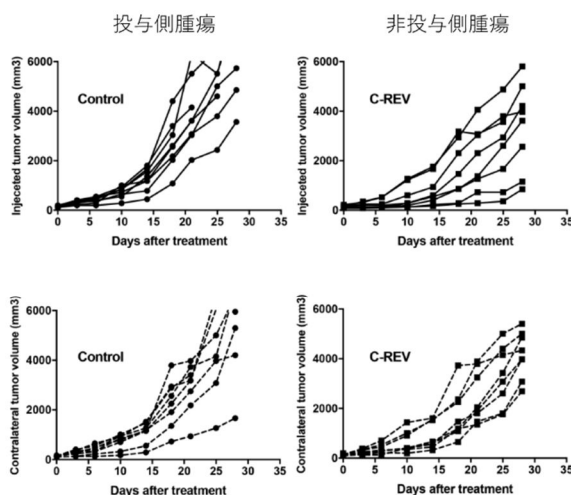 投与側腫瘍
非投与側腫瘍
Injeceted tumor volume (mm3)
6000
4000
2000
0
Control
0 5 10 15 20 25 30 35
Days after treatment
Injeceted tumor volume (mm3)
6000
4000
2000
0
C-REV
0 5 10 15 20 25 30 35
Days after treatment
Contralateral tumor volume (mm3)
6000
4000
2000
0
Control
0 5 10 15 20 25 30 35
Days after treatment
Contralateral tumor volume (mm3)
6000
4000
2000
0
C-REV
0 5 10 15 20 25 30 35
Days after treatment